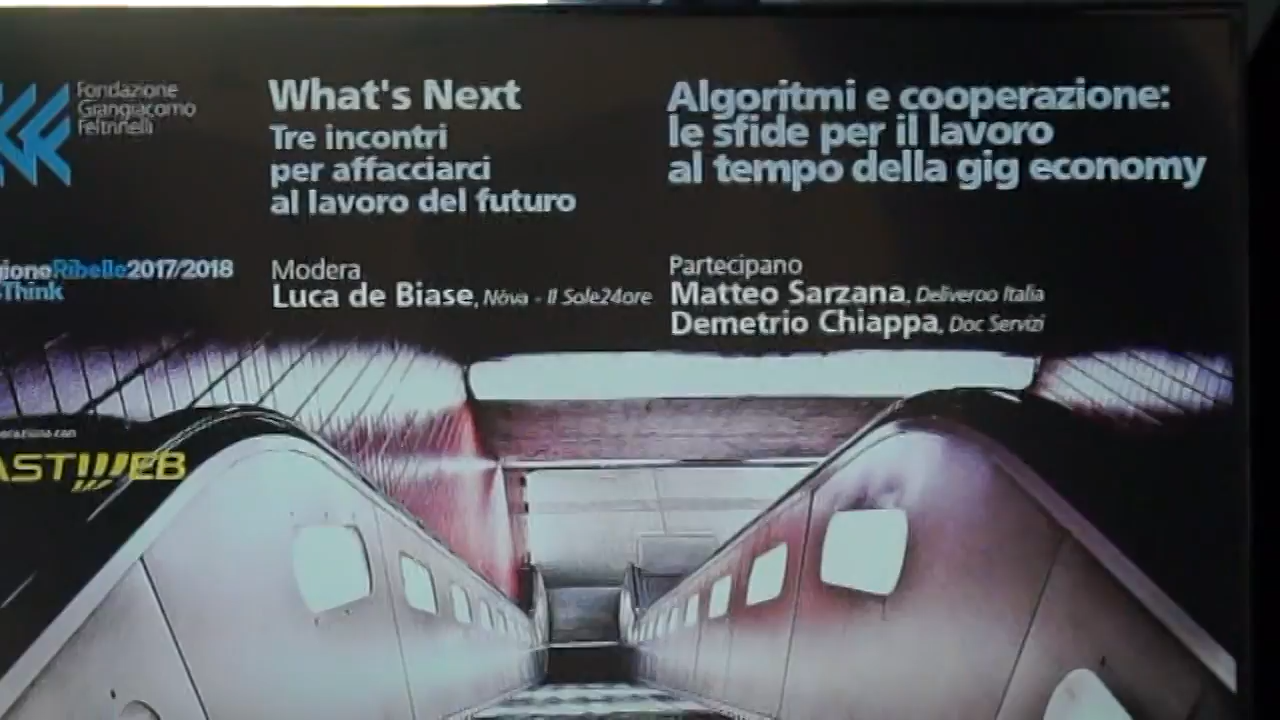 Fondazione
Giangiacomo
Feltrinelli
What's Next
Tre incontri
per affacciarci
al lavoro del futuro
Algoritmi e cooperazione:
le sfide per il lavoro
al tempo della gig economy
Ribelle2017/2018
Think
Modera
Luca de Biase, Nòva - Il Sole24ore
Partecipano
Matteo Sarzana, Deliveroo Italia
Demetrio Chiappa, Doc Servizi
con
ASTWEB